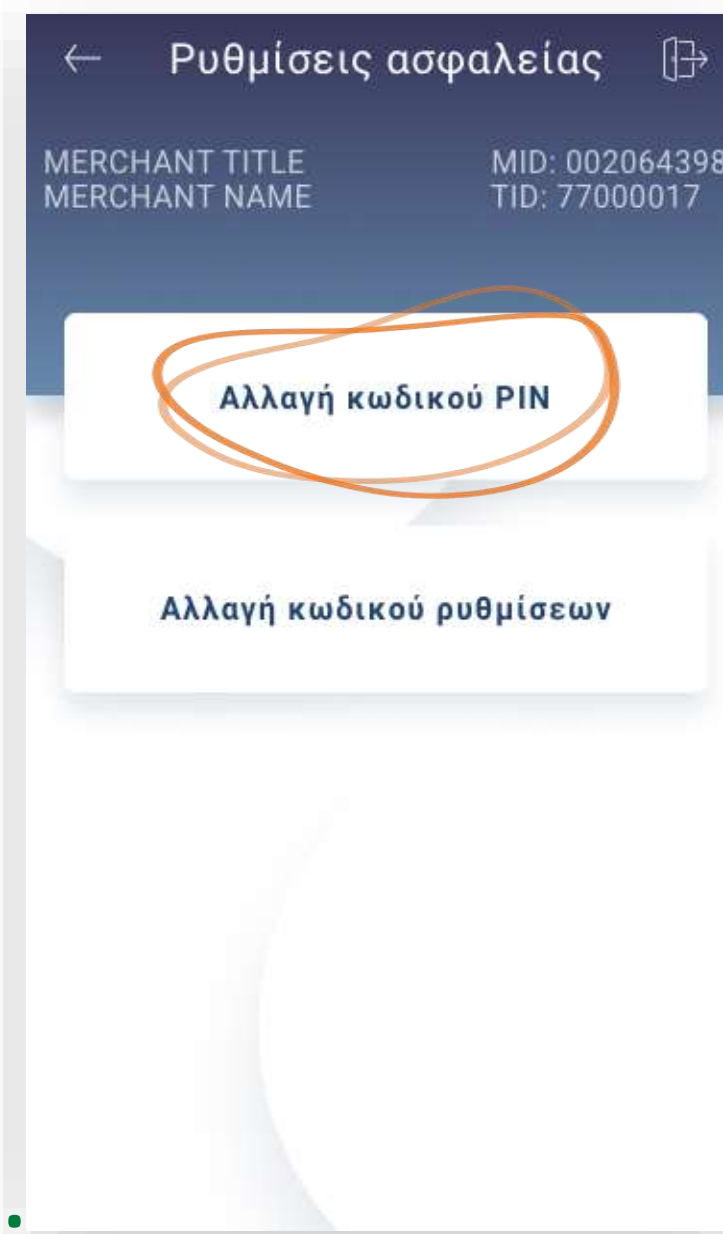 Ρυθμίσεις ασφαλείας
MERCHANT TITLE MID: 002064398
MERCHANT NAME TID: 77000017
Αλλαγή κωδικού PIN
Αλλαγή κωδικού ρυθμίσεων